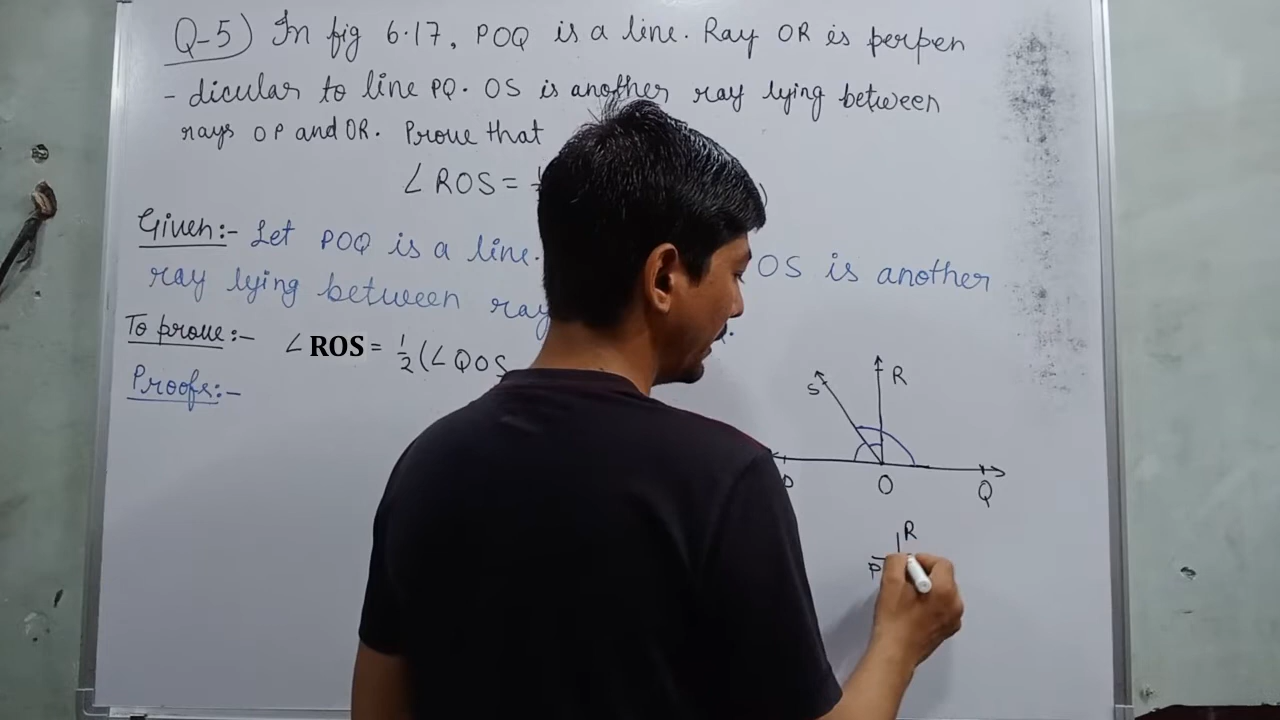 Q-5) In fig 6.17, POQ is a line. Ray OR is perpen
- dicular to line PQ. OS is another ray lying between
rays OP and OR. Prove that
∠ ROS =
Given:- Let POQ is a line. OS is another
ray lying between ray
To prove:- ∠ ROS = 1/2 (∠ QOS
Proofs:-
S R
O Q
R
P